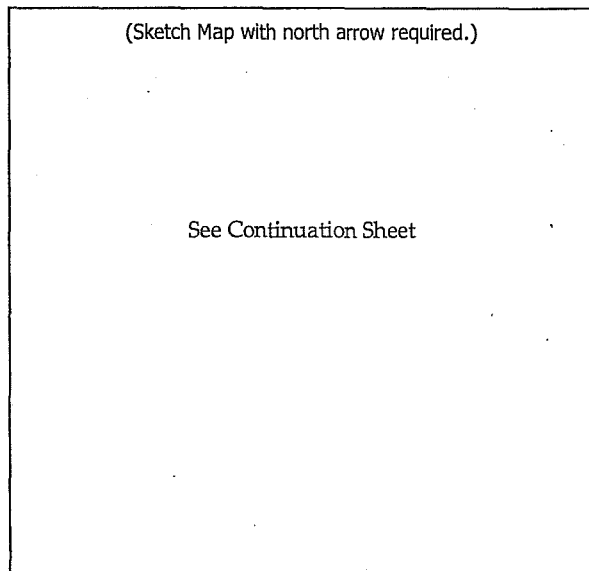 (Sketch Map with north arrow required.)
See Continuation Sheet